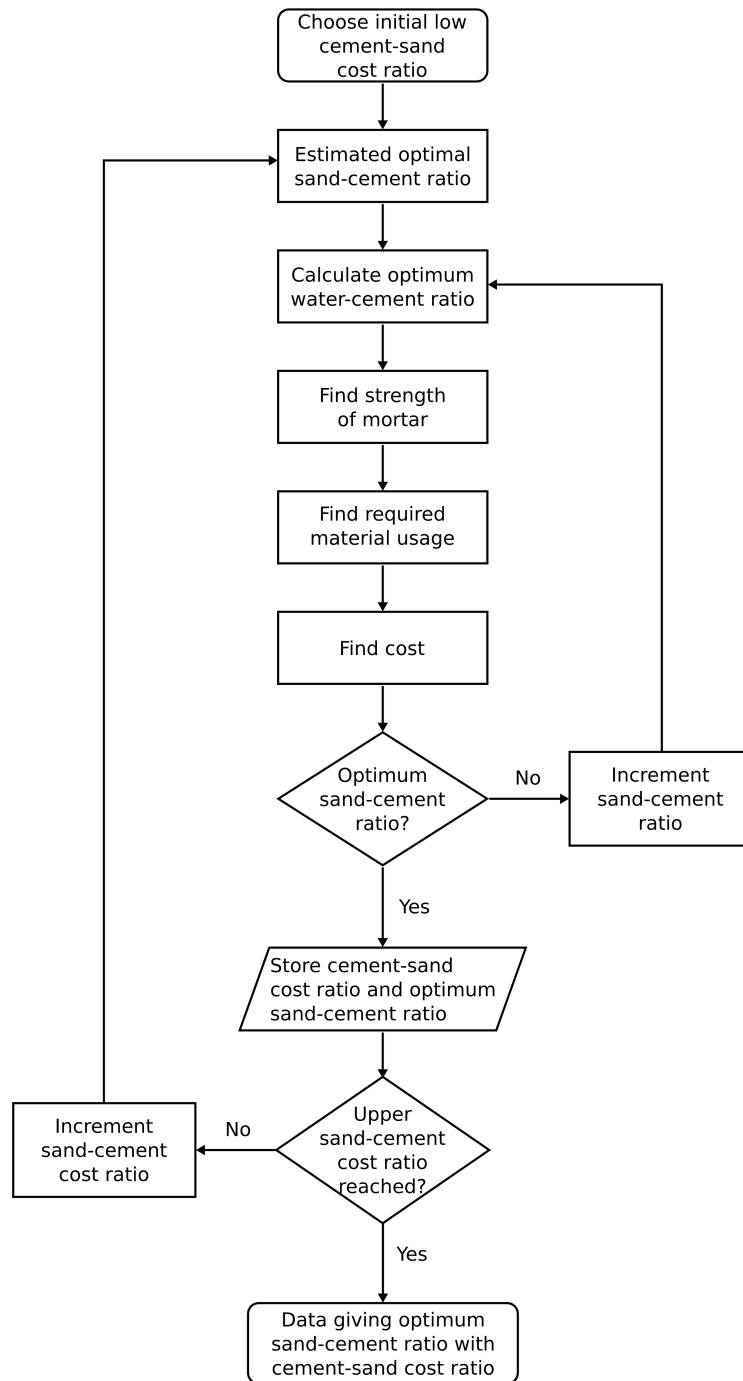 Choose initial low
cement-sand
cost ratio
Estimated optimal
sand-cement ratio
Calculate optimum
water-cement ratio
Find strength
of mortar
Find required
material usage
Find cost
Optimum
sand-cement
ratio?
No
Increment
sand-cement
ratio
Yes
Store cement-sand
cost ratio and optimum
sand-cement ratio
Upper
sand-cement
cost ratio
reached?
No
Increment
sand-cement
cost ratio
Yes
Data giving optimum
sand-cement ratio with
cement-sand cost ratio